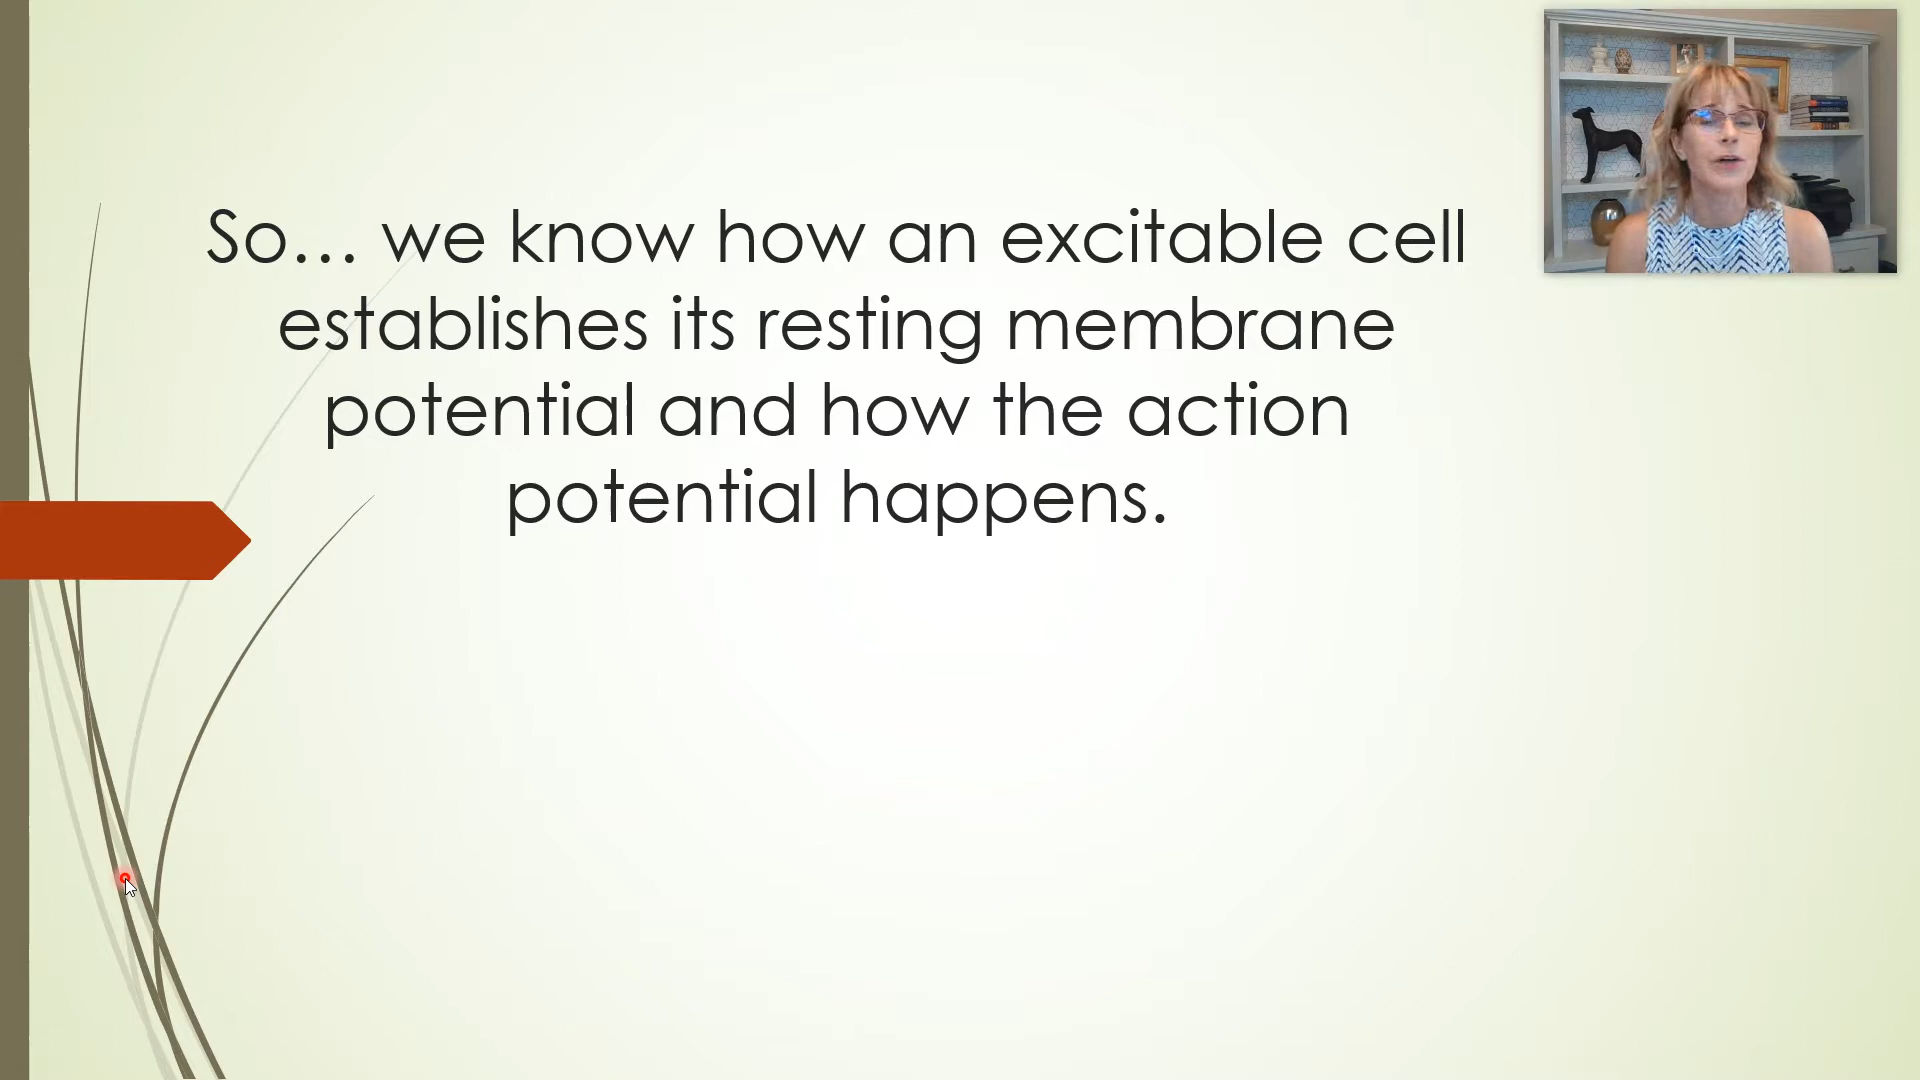 So... we know how an excitable cell
establishes its resting membrane
potential and how the action
potential happens.